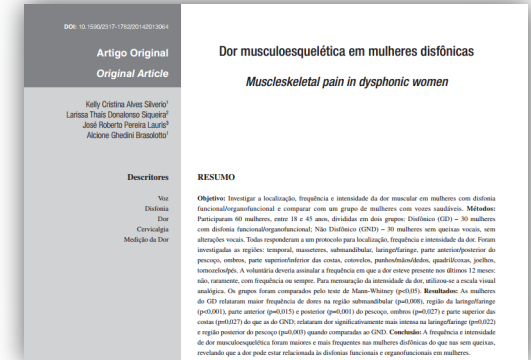 DOI: 10.1590/2317-1782/20142013064
Artigo Original
Original Article
Dor musculoesquelética em mulheres disfônicas
Muscleskeletal pain in dysphonic women
Kelly Cristina Alves Silverio¹
Larissa Thais Donalonso Siqueira²
José Roberto Pereira Lauris³
Alcione Ghedini Brasolotto¹
Descritores
Voz
Disfonia
Dor
Cervicalgia
Medição da Dor
RESUMO
Objetivo: Investigar a localização, frequência e intensidade da dor muscular em mulheres com disfonia
funcional/organofuncional e comparar com um grupo de mulheres com vozes saudáveis. Métodos:
Participaram 60 mulheres, entre 18 e 45 anos, divididas em dois grupos: Disfônico (GD) – 30 mulheres
com disfonia funcional/organofuncional; Não Disfônico (GND) – 30 mulheres sem queixas vocais, sem
alterações vocais. Todas responderam a um protocolo para localização, frequência e intensidade da dor. Foram
investigadas as regiões: temporal, masseteres, submandibular, laringe/faringe, parte anterior/posterior do
pescoço, ombros, parte superior/inferior das costas, cotovelos, punhos/mãos/dedos, quadril/coxas, joelhos,
tornozelos/pés. A voluntária deveria assinalar a frequência em que a dor esteve presente nos últimos 12 meses:
não, raramente, com frequência ou sempre. Para mensuração da intensidade da dor, utilizou-se a escala visual
analógica. Os grupos foram comparados pelo teste de Mann-Whitney (p<0,05). Resultados: As mulheres
do GD relataram maior frequência de dores na região submandibular (p=0,008), região da laringe/faringe
(p<0,001), parte anterior (p=0,015) e posterior (p=0,001) do pescoço, ombros (p=0,027) e parte superior das
costas (p=0,027) do que as do GND; relataram dor significativamente mais intensa na laringe/faringe (p=0,022)
e região posterior do pescoço (p=0,003) quando comparadas ao GND. Conclusão: A frequência e intensidade
de dor musculoesquelética foram maiores e mais frequentes nas mulheres disfônicas do que nas sem queixas,
revelando que a dor pode estar relacionada às disfonias funcionais e organofuncionais em mulheres.